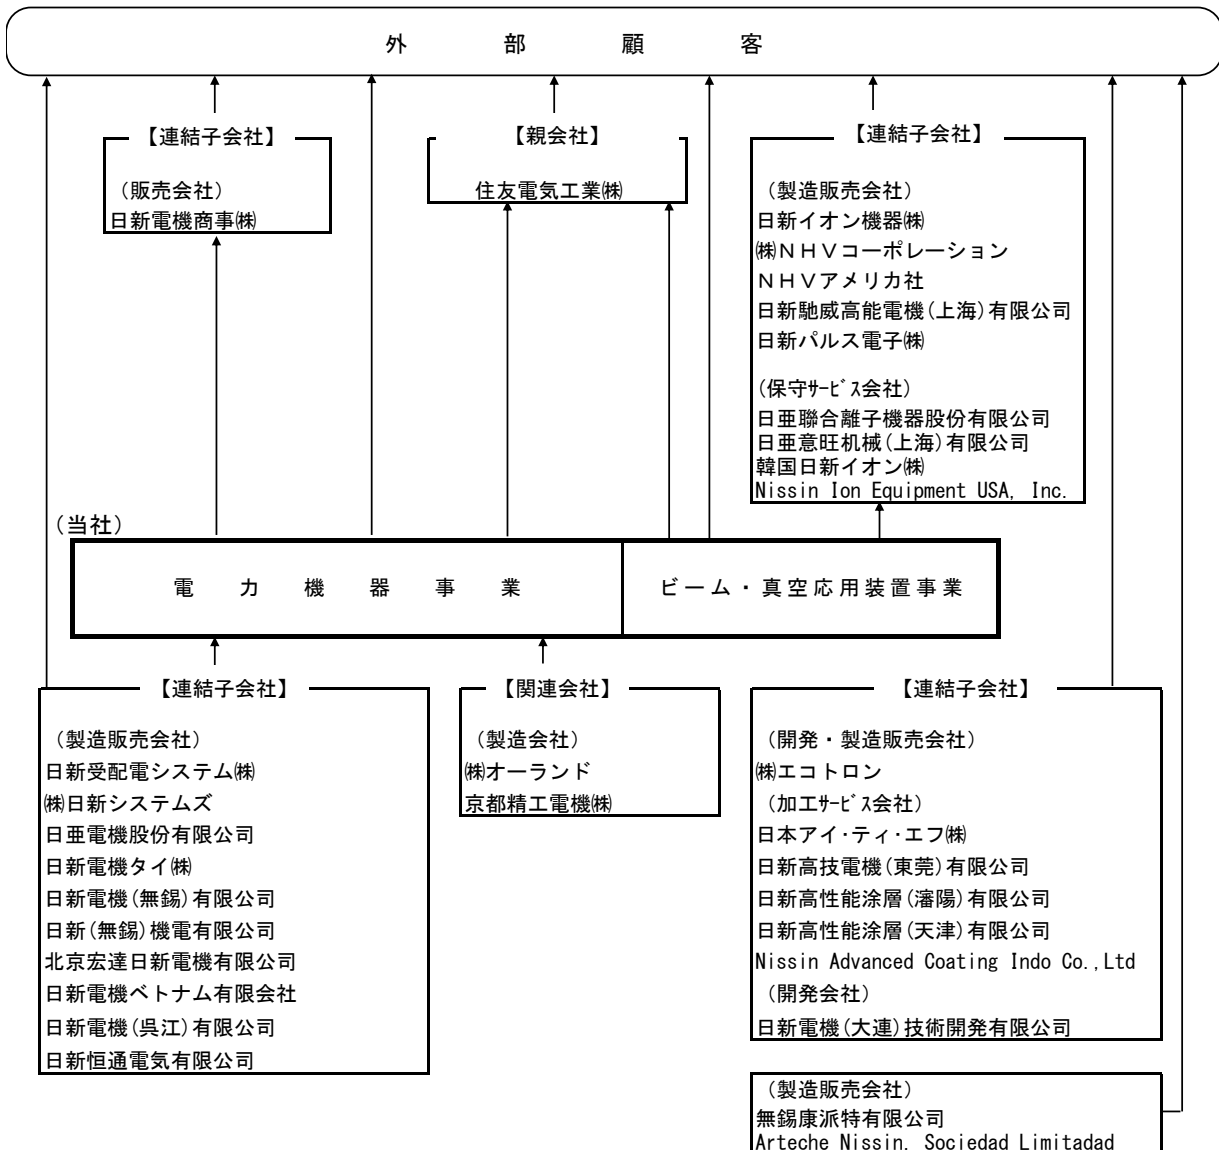 外部顧客
【連結子会社】
（販売会社）
日新電機商事㈱
【親会社】
住友電気工業㈱
【連結子会社】
（製造販売会社）
日新イオン機器㈱
㈱ＮＨＶコーポレーション
ＮＨＶアメリカ社
日新馳威高能電機(上海)有限公司
日新パルス電子㈱
(保守ｻｰﾋﾞｽ会社)
日亜聯合離子機器股份有限公司
日亜意旺机械(上海)有限公司
韓国日新イオン㈱
Nissin Ion Equipment USA, Inc.
(当社)
電力機器事業
ビーム・真空応用装置事業
【連結子会社】
（製造販売会社）
日新受配電システム㈱
㈱日新システムズ
日亜電機股份有限公司
日新電機タイ㈱
日新電機(無錫)有限公司
日新(無錫)機電有限公司
北京宏達日新電機有限公司
日新電機ベトナム有限会社
日新電機(呉江)有限公司
日新恒通電気有限公司
【関連会社】
（製造会社）
㈱オーランド
京都精工電機㈱
【連結子会社】
（開発・製造販売会社）
㈱エコトロン
（加工ｻｰﾋﾞｽ会社）
日本アイ･ティ･エフ㈱
日新高技電機(東莞)有限公司
日新高性能涂層(瀋陽)有限公司
日新高性能涂層(天津)有限公司
Nissin Advanced Coating Indo Co.,Ltd
（開発会社）
日新電機(大連)技術開発有限公司
（製造販売会社）
無錫康派特有限公司
Arteche Nissin, Sociedad Limitadad